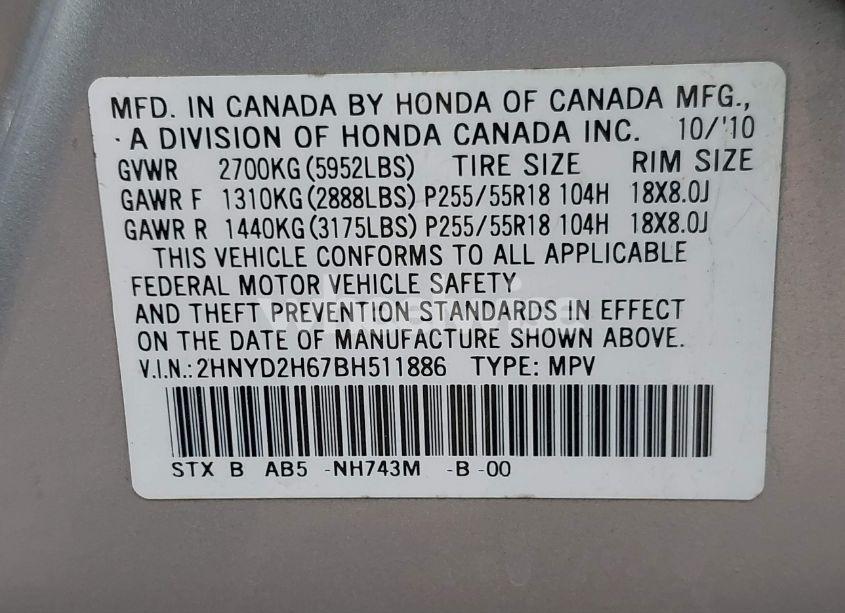 MFD. IN CANADA BY HONDA OF CANADA MFG.,
A DIVISION OF HONDA CANADA INC. 10/'10
GVWR 2700KG(5952LBS) TIRE SIZE RIM SIZE
GAWR F 1310KG(2888LBS) P255/55R18 104H 18X8.0J
GAWR R 1440KG(3175LBS) P255/55R18 104H 18X8.0J
THIS VEHICLE CONFORMS TO ALL APPLICABLE
FEDERAL MOTOR VEHICLE SAFETY
AND THEFT PREVENTION STANDARDS IN EFFECT
ON THE DATE OF MANUFACTURE SHOWN ABOVE.
V.I.N.:2HNYD2H67BH511886 TYPE: MPV
STX B AB5 -NH743M -B -00